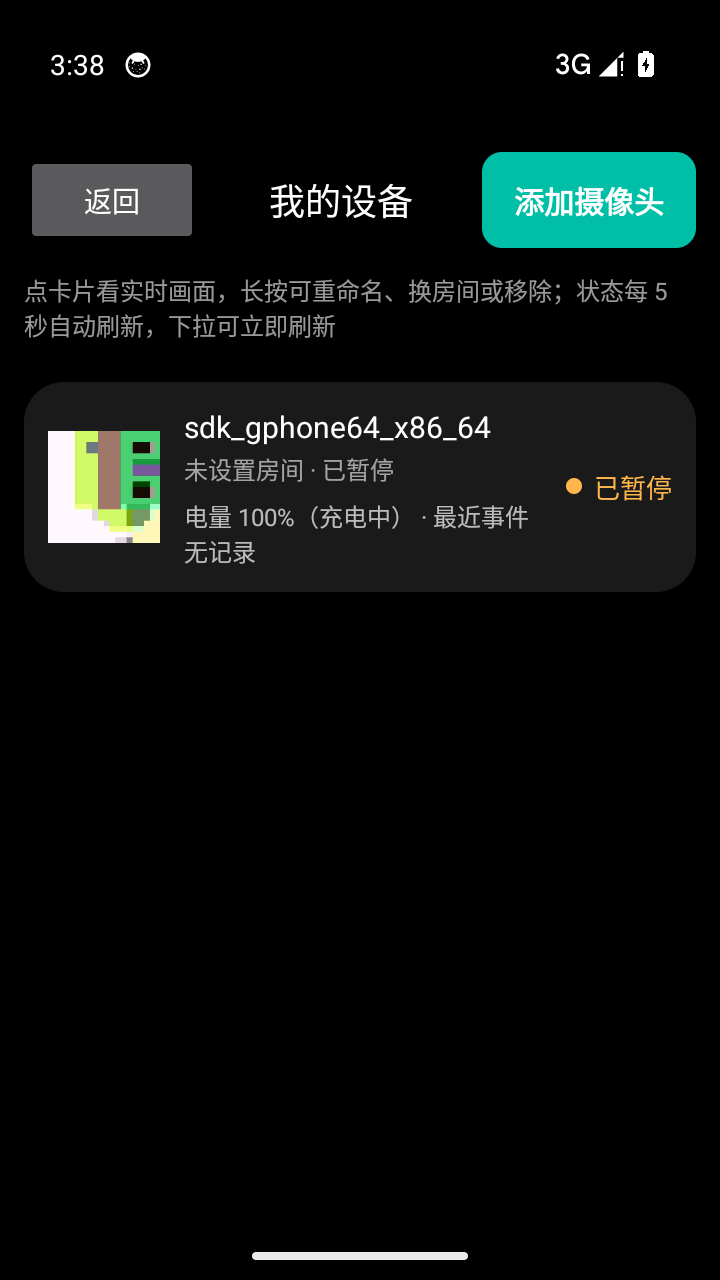 3:38
3G
返回
我的设备
添加摄像头
点卡片看实时画面，长按可重命名、换房间或移除；状态每 5
秒自动刷新，下拉可立即刷新
sdk_gphone64_x86_64
未设置房间 · 已暂停
已暂停
电量 100%（充电中） · 最近事件
无记录